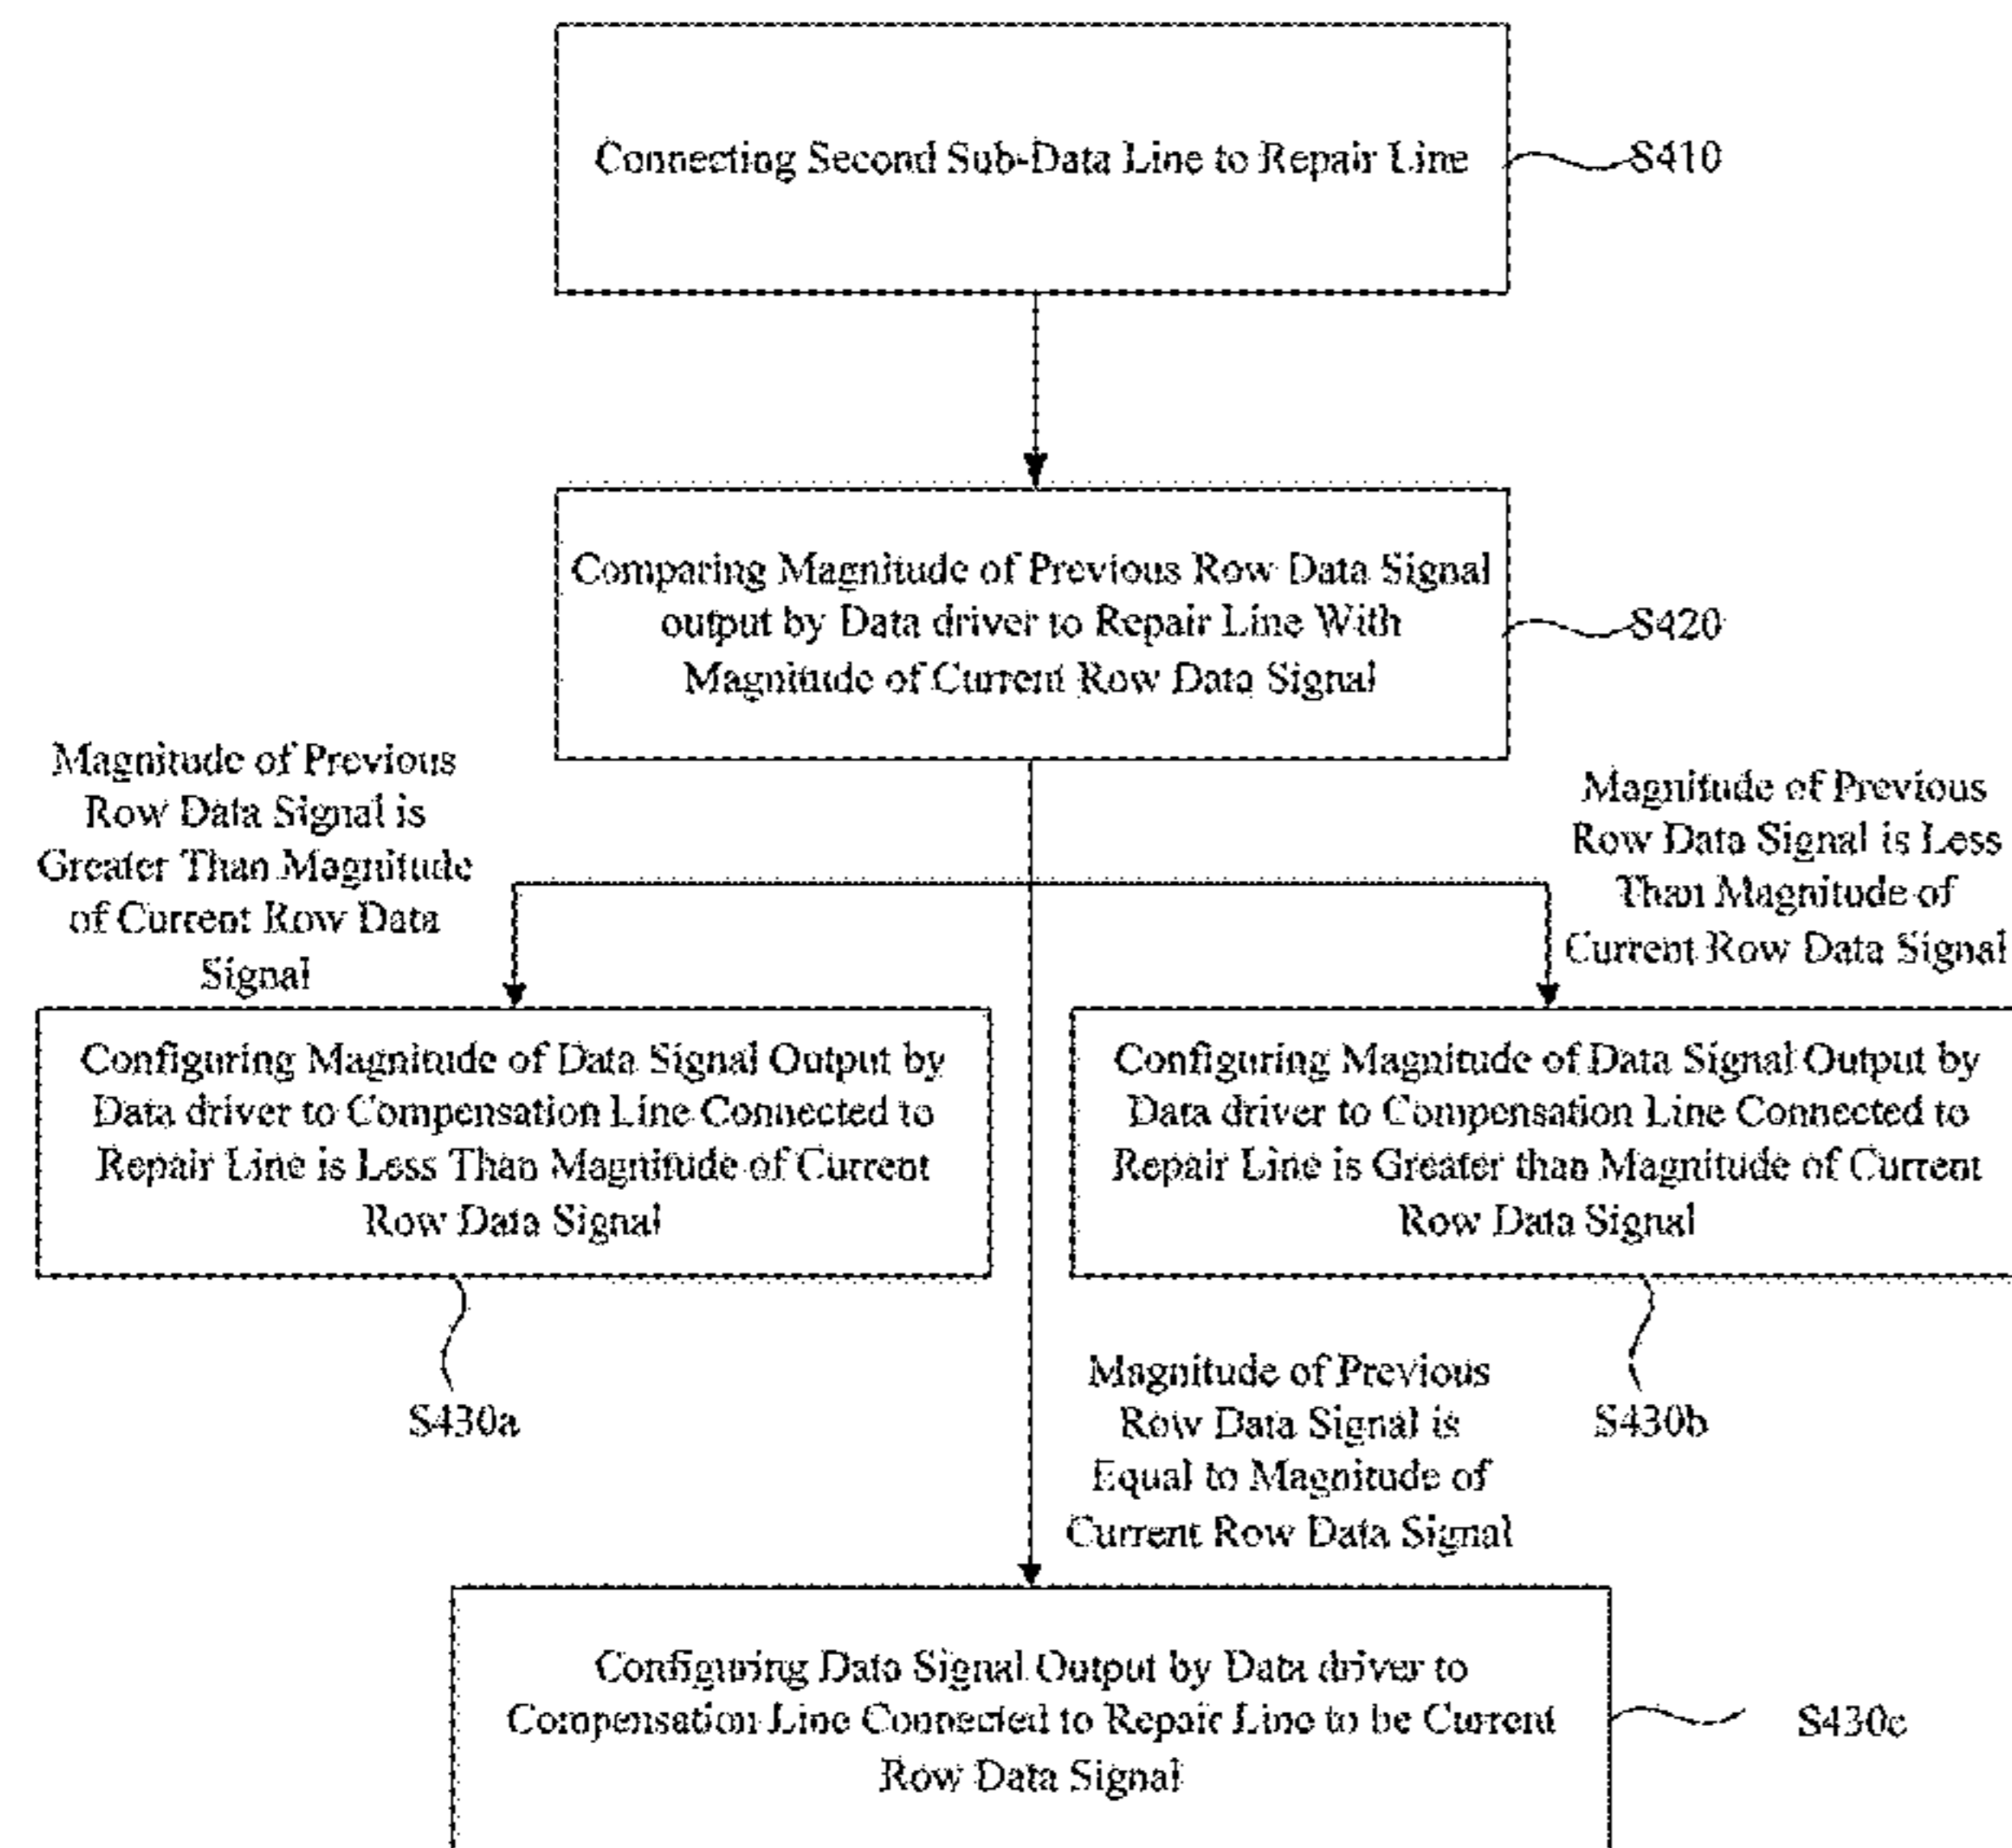 Connecting Second Sub-Data Line to Repair Line
S410
Comparing Magnitude of Previous Row Data Signal
output by Data driver to Repair Line With
Magnitude of Current Row Data Signal
S420
Magnitude of Previous
Row Data Signal is
Greater Than Magnitude
of Current Row Data
Signal
Magnitude of Previous
Row Data Signal is Less
Than Magnitude of
Current Row Data Signal
Configuring Magnitude of Data Signal Output by
Data driver to Compensation Line Connected to
Repair Line is Less Than Magnitude of Current
Row Data Signal
S430a
Configuring Magnitude of Data Signal Output by
Data driver to Compensation Line Connected to
Repair Line is Greater than Magnitude of Current
Row Data Signal
S430b
Magnitude of Previous
Row Data Signal is
Equal to Magnitude of
Current Row Data Signal
Configuring Data Signal Output by Data driver to
Compensation Line Connected to Repair Line to be Current
Row Data Signal
S430c